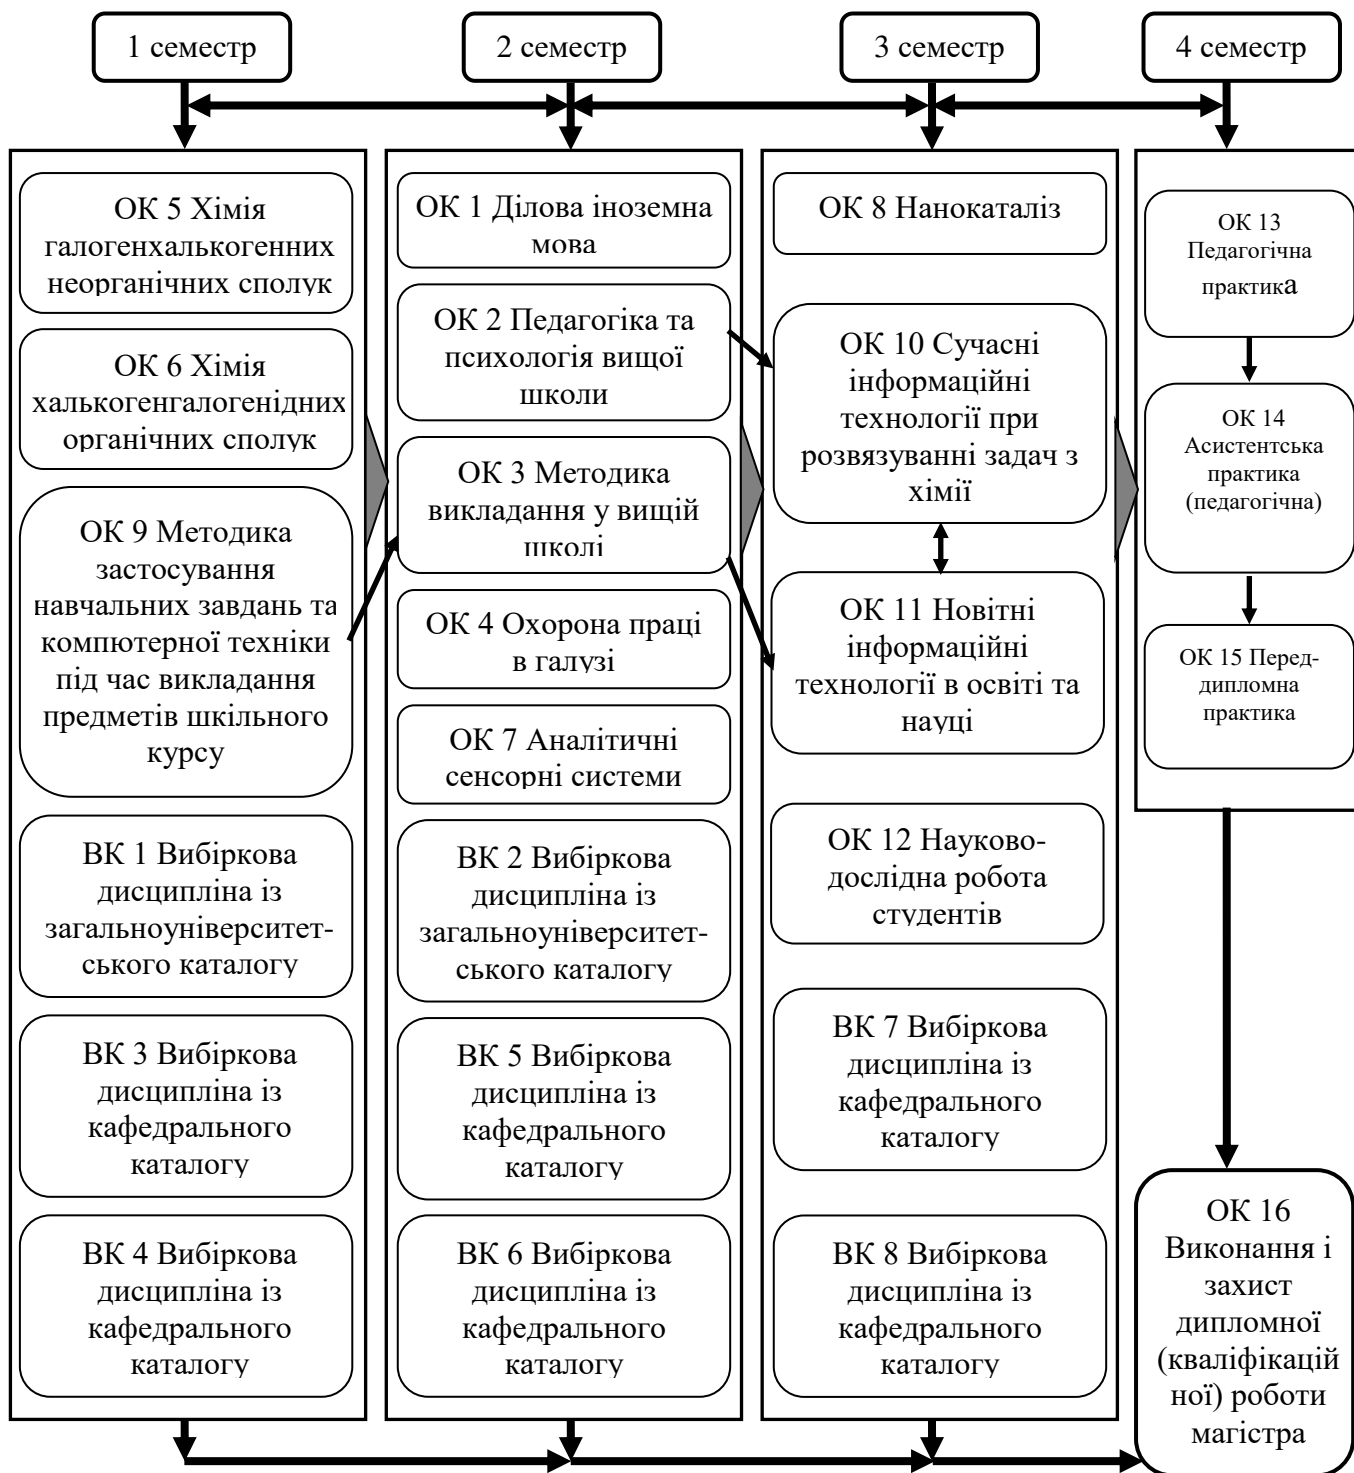 1 семестр
2 семестр
3 семестр
4 семестр
ОК 5 Хімія
галогенхалькогенних
неорганічних сполук
ОК 6 Хімія
халькогенгалогенідних
органічних сполук
ОК 9 Методика
застосування
навчальних завдань та
компютерної техніки
під час викладання
предметів шкільного
курсу
ВК 1 Вибіркова
дисципліна із
загальноуніверситет-
ського каталогу
ВК 3 Вибіркова
дисципліна із
кафедрального
каталогу
ВК 4 Вибіркова
дисципліна із
кафедрального
каталогу
ОК 1 Ділова іноземна
мова
ОК 2 Педагогіка та
психологія вищої
школи
ОК 3 Методика
викладання у вищій
школі
ОК 4 Охорона праці
в галузі
ОК 7 Аналітичні
сенсорні системи
ВК 2 Вибіркова
дисципліна із
загальноуніверситет-
ського каталогу
ВК 5 Вибіркова
дисципліна із
кафедрального
каталогу
ВК 6 Вибіркова
дисципліна із
кафедрального
каталогу
ОК 8 Нанокаталіз
ОК 10 Сучасні
інформаційні
технології при
розвязуванні задач з
хімії
ОК 11 Новітні
інформаційні
технології в освіті та
науці
ОК 12 Науково-
дослідна робота
студентів
ВК 7 Вибіркова
дисципліна із
кафедрального
каталогу
ВК 8 Вибіркова
дисципліна із
кафедрального
каталогу
ОК 13
Педагогічна
практика
ОК 14
Асистентська
практика
(педагогічна)
ОК 15 Перед-
дипломна
практика
ОК 16
Виконання і
захист
дипломної
(кваліфікацій
ної) роботи
магістра